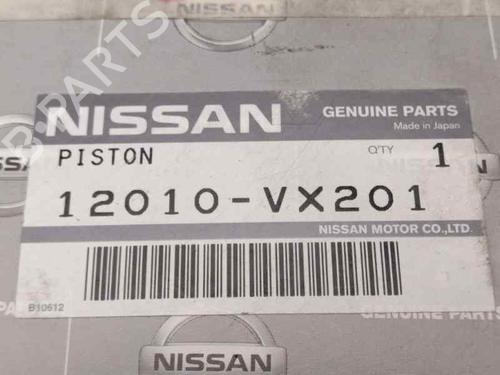 B-PARTS
NISSAN
GENUINE PARTS
Made in Japan
PISTON
Q'TY 1
12010-VX201
NISSAN MOTOR CO.,LTD.
B10612
NISSAN
NISSAN